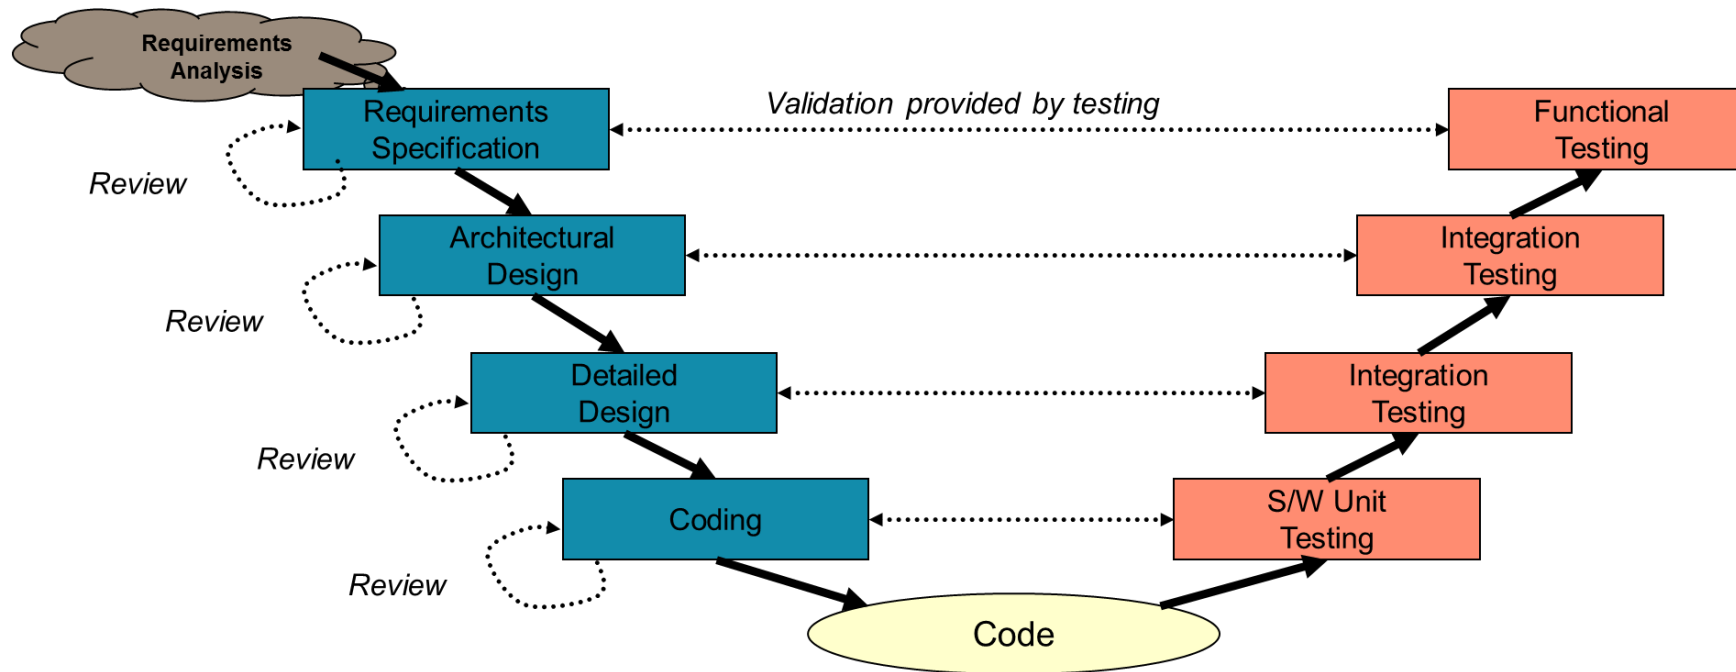 Requirements
Analysis
Requirements
Specification
Validation provided by testing
Functional
Testing
Review
Architectural
Design
Integration
Testing
Review
Detailed
Design
Integration
Testing
Review
Coding
S/W Unit
Testing
Review
Code